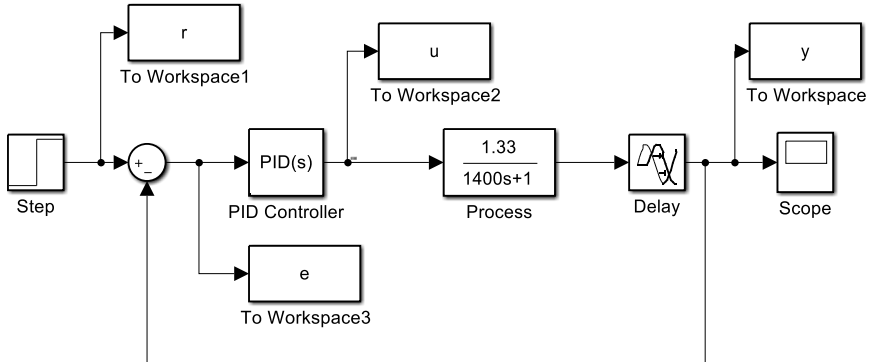 r
To Workspace1
u
To Workspace2
y
To Workspace
Step
+
−
PID(s)
PID Controller
1.33
1400s+1
Process
Delay
Scope
e
To Workspace3